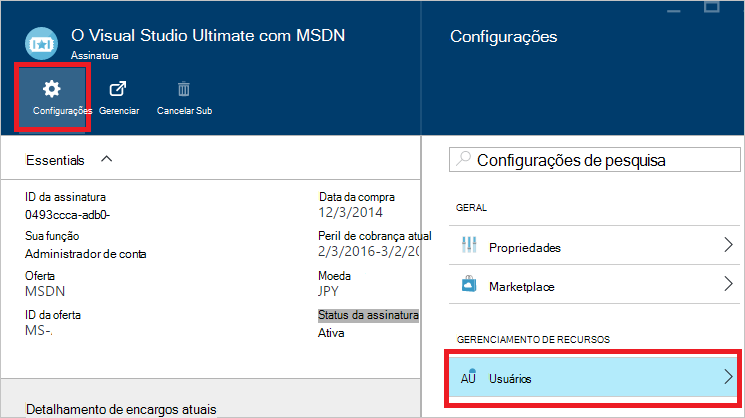 O Visual Studio Ultimate com MSDN
Assinatura
Configurações
Gerenciar
Cancelar Sub
Essentials
ID da assinatura
0493ccca-adb0-
Sua função
Administrador de conta
Oferta
MSDN
ID da oferta
MS-.
Data da compra
12/3/2014
Peril de cobrança atual
2/3/2016-3/2/20
Moeda
JPY
Status da assinatura
Ativa
Detalhamento de encargos atuais
Configurações
Configurações de pesquisa
GERAL
Propriedades
Marketplace
GERENCIAMENTO DE RECURSOS
AU Usuários